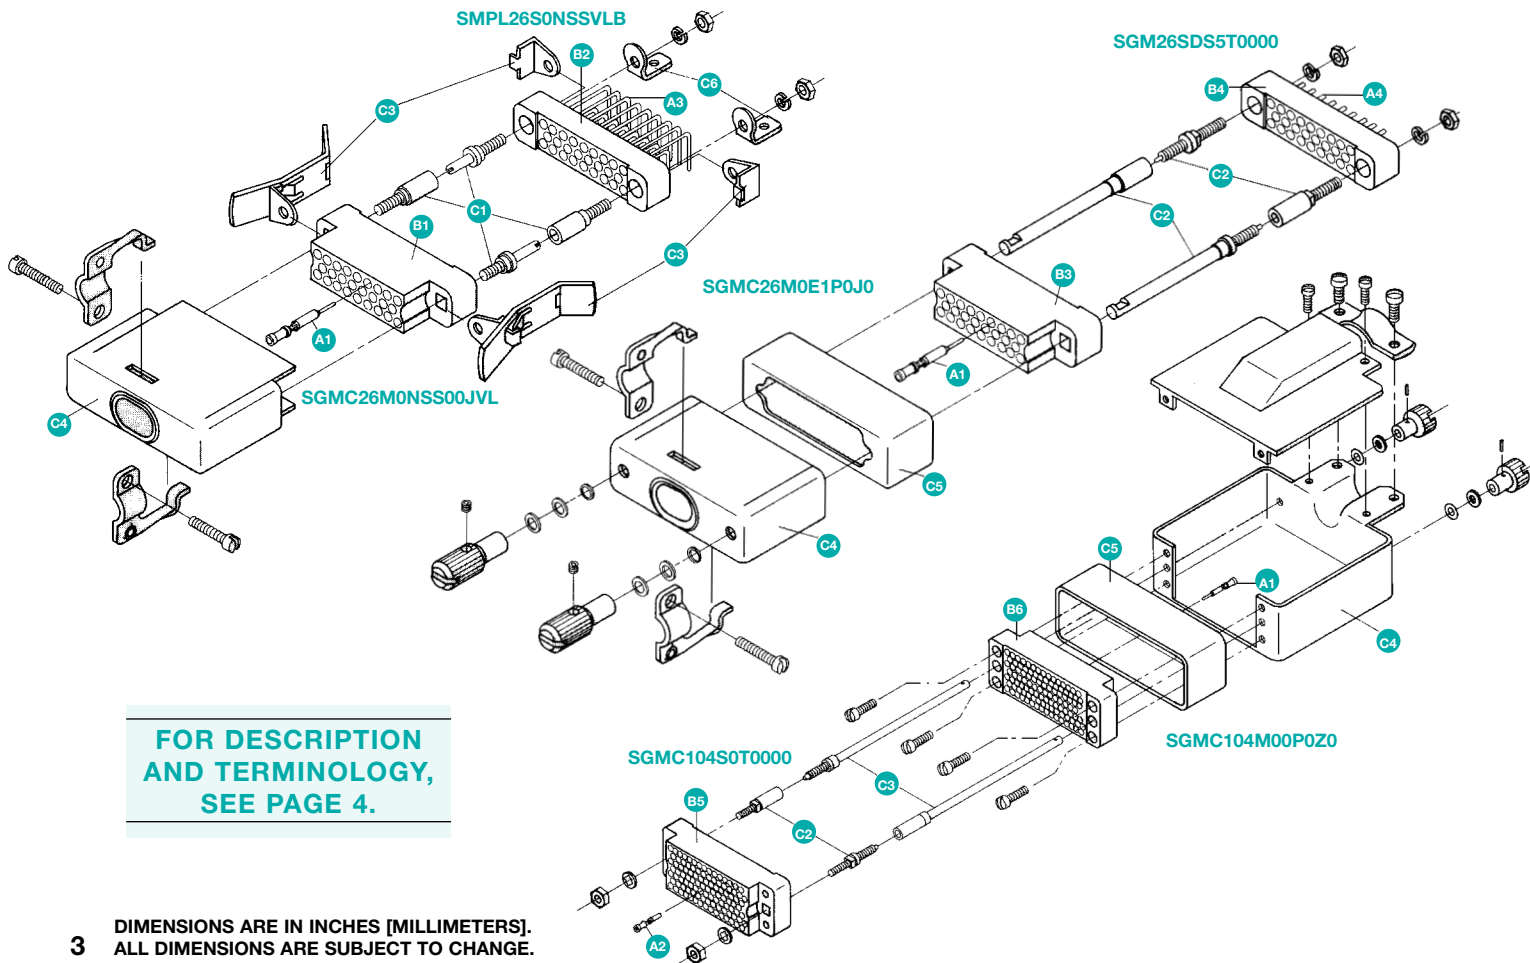 SMPL26S0NSSVLB
SGM26SDS5T0000
B2
C6
C3
A3
B4
A4
C2
C1
B1
C2
C3
B3
SGMC26M0E1P0J0
A1
A1
SGMC26M0NSS00JVL
C4
C5
C4
C5
A1
B6
C4
SGMC104M00P0Z0
SGMC104S0T0000
C3
B5
C2
A2
FOR DESCRIPTION
AND TERMINOLOGY,
SEE PAGE 4.
DIMENSIONS ARE IN INCHES [MILLIMETERS].
3 ALL DIMENSIONS ARE SUBJECT TO CHANGE.